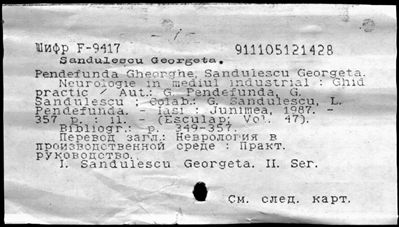 Шифр F-9417 911105121428
Sandulescu Georgeta.
Pendefunda Gheorghe, Sandulescu Georgeta.
Neurologie in mediul industrial : Ghid
practic / Aut.: G. Pendefunda, G.
Sandulescu ; Colab.: G. Sandulescu, L.
Pendefunda. - Iasi : Junimea, 1987. -
357 p. : il. - (Esculap; Vol. 47).
Bibliogr.: p. 349-357.
Перевод загл.: Неврология в
производственной среде : Практ.
руководство.
I. Sandulescu Georgeta. II. Ser.
См. след. карт.